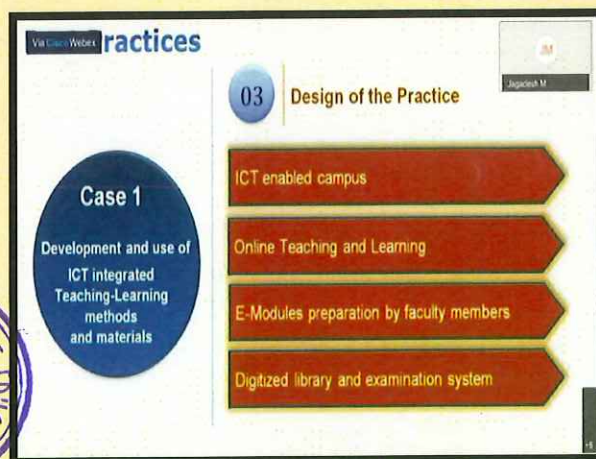 Via Cisco Webex
ractices
JM
Jagadesh M
03
Design of the Practice
Case 1
Development and use of
ICT integrated
Teaching-Learning
methods
and materials
ICT enabled campus
Online Teaching and Learning
E-Modules preparation by faculty members
Digitized library and examination system